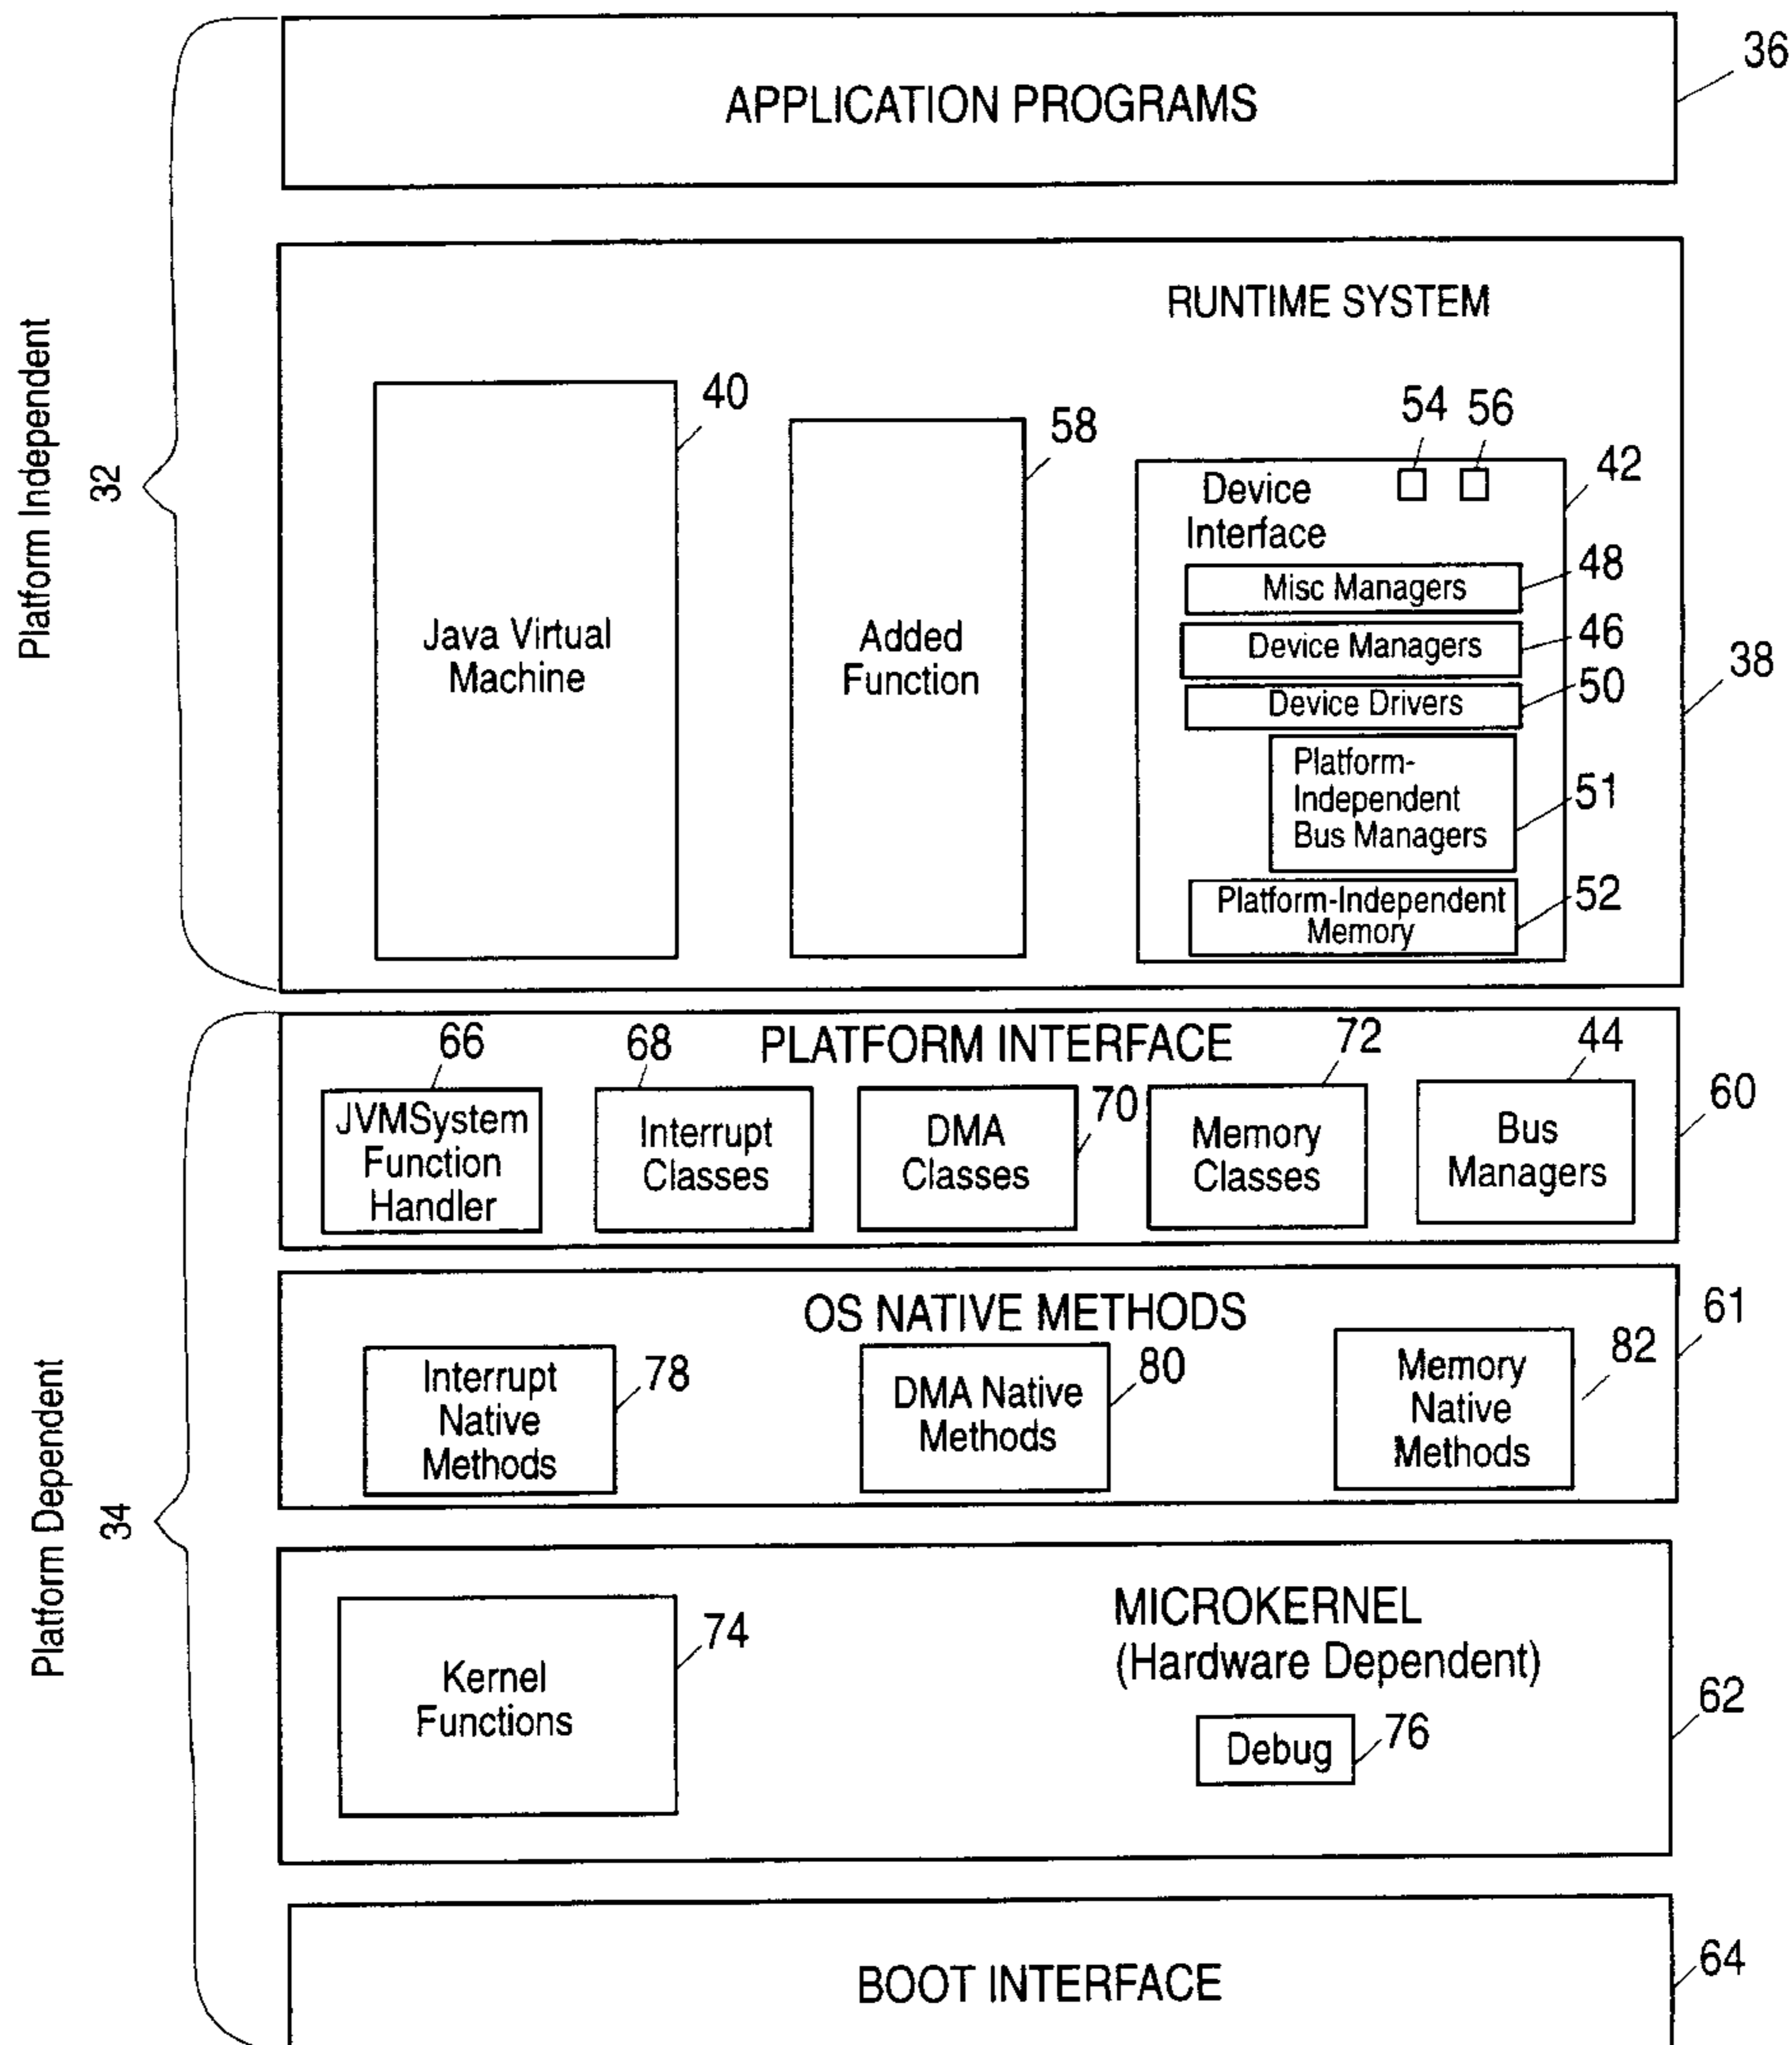 36
APPLICATION PROGRAMS
Platform Independent
32
RUNTIME SYSTEM
40
Java Virtual
Machine
58
Added
Function
54 56
42
Device
Interface
48
Misc Managers
46
Device Managers
50
Device Drivers
38
Platform-
Independent
Bus Managers
51
Platform-Independent
Memory
52
Platform Dependent
34
PLATFORM INTERFACE
66
JVMSystem
Function
Handler
68
Interrupt
Classes
DMA
Classes
70
72
Memory
Classes
44
Bus
Managers
60
OS NATIVE METHODS
61
Interrupt
Native
Methods
78
DMA Native
Methods
80
Memory
Native
Methods
82
Kernel
Functions
74
MICROKERNEL
(Hardware Dependent)
62
Debug
76
BOOT INTERFACE
64